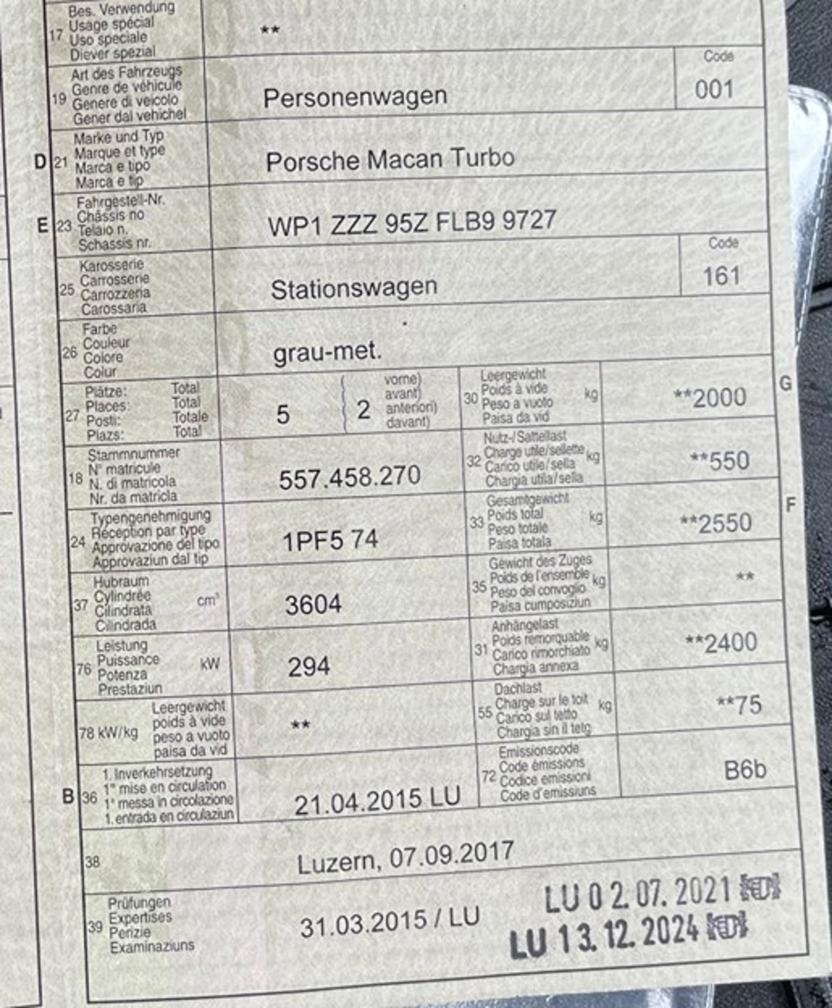 17 Bes. Verwendung
Usage spécial
Uso speciale
Diever spezial
**
19 Art des Fahrzeugs
Genre de véhicule
Genere di veicolo
Gener dal vehichel
Personenwagen
Code
001
D 21 Marke und Typ
Marque et type
Marca e tipo
Marca e tip
Porsche Macan Turbo
E 23 Fahrgestell-Nr.
Châssis no
Telaio n.
Schassis nr.
WP1 ZZZ 95Z FLB9 9727
25 Karosserie
Carrosserie
Carrozzeria
Carossaria
Stationswagen
Code
161
26 Farbe
Couleur
Colore
Colur
grau-met.
27 Plätze: Total
Places: Total
Posti: Totale
Plazs: Total
5
2
vorne)
avant)
anteriori)
davant)
30 Leergewicht
Poids à vide
Peso a vuoto
Paisa da vid
kg
**2000
G
18 Stammnummer
N° matricule
N. di matricola
Nr. da matricla
557.458.270
32 Nutz-/Sattellast
Charge utile/sellette
Carico utile/sella
Chargia utila/sella
kg
**550
24 Typengenehmigung
Réception par type
Approvazione del tipo
Approvaziun dal tip
1PF5 74
33 Gesamtgewicht
Poids total
Peso totale
Paisa totala
kg
**2550
F
37 Hubraum
Cylindrée
Cilindrata
Cilindrada
cm³
3604
35 Gewicht des Zuges
Poids de l'ensemble
Peso del convoglio
Paisa cumposiziun
kg
**
76 Leistung
Puissance
Potenza
Prestaziun
kW
294
31 Anhängelast
Poids remorquable
Carico rimorchiato
Chargia annexa
kg
**2400
78 kW/kg
Leergewicht
poids à vide
peso a vuoto
paisa da vid
**
55 Dachlast
Charge sur le toit
Carico sul tetto
Chargia sin il tetg
kg
**75
B 36 1. Inverkehrsetzung
1re mise en circulation
1a messa in circolazione
1. entrada en circulaziun
21.04.2015 LU
72 Emissionscode
Code émissions
Codice emissioni
Code d'emissiuns
B6b
38
Luzern, 07.09.2017
39 Prüfungen
Expertises
Perizie
Examinaziuns
31.03.2015 / LU
LU 0 2. 07. 2021
LU 1 3. 12. 2024